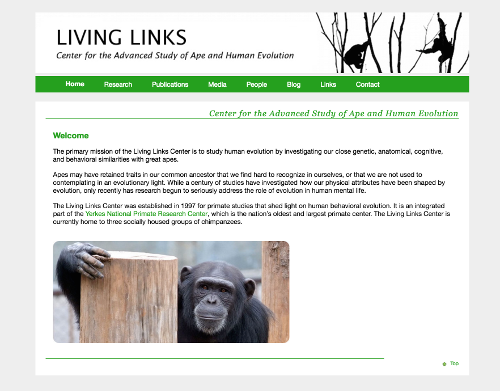 LIVING LINKS
Center for the Advanced Study of Ape and Human Evolution
Home Research Publications Media People Blog Links Contact
Center for the Advanced Study of Ape and Human Evolution
Welcome
The primary mission of the Living Links Center is to study human evolution by investigating our close genetic, anatomical, cognitive,
and behavioral similarities with great apes.
Apes may have retained traits in our common ancestor that we find hard to recognize in ourselves, or that we are not used to
contemplating in an evolutionary light. While a century of studies have investigated how our physical attributes have been shaped by
evolution, only recently has research begun to seriously address the role of evolution in human mental life.
The Living Links Center was established in 1997 for primate studies that shed light on human behavioral evolution. It is an integrated
part of the Yerkes National Primate Research Center, which is the nation's oldest and largest primate center. The Living Links Center is
currently home to three socially housed groups of chimpanzees.
Top